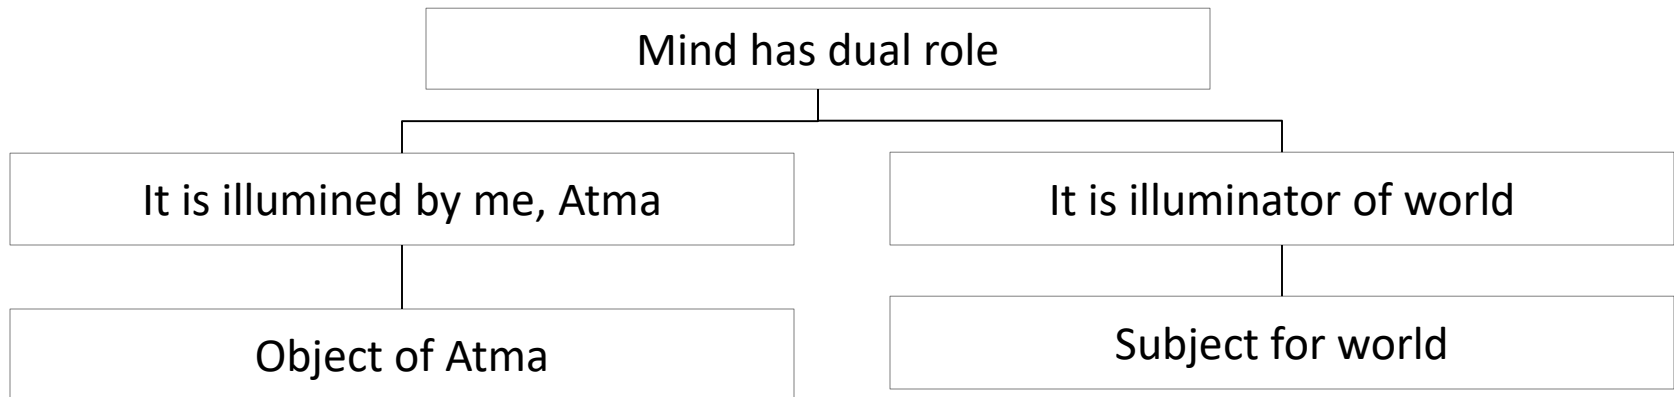 Mind has dual role
It is illumined by me, Atma
It is illuminator of world
Object of Atma
Subject for world